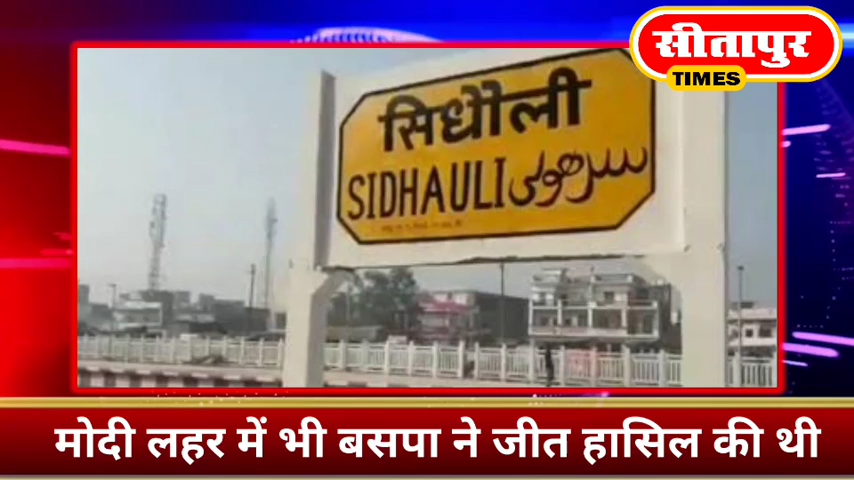 सीतापुर
TIMES
सिधौली
SIDHAULI سدھولی
मोदी लहर में भी बसपा ने जीत हासिल की थी